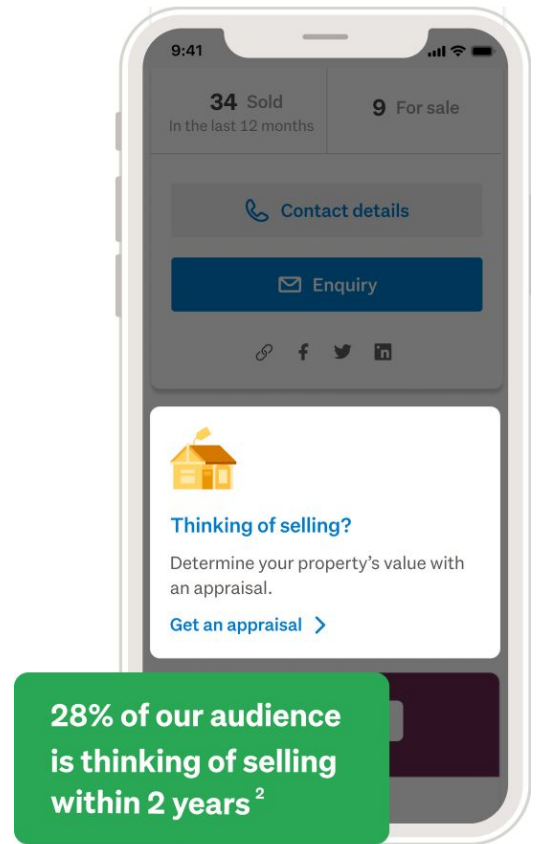 9:41
34 Sold
In the last 12 months
9 For sale
Contact details
Enquiry
Thinking of selling?
Determine your property's value with
an appraisal.
Get an appraisal
28% of our audience
is thinking of selling
within 2 years ²